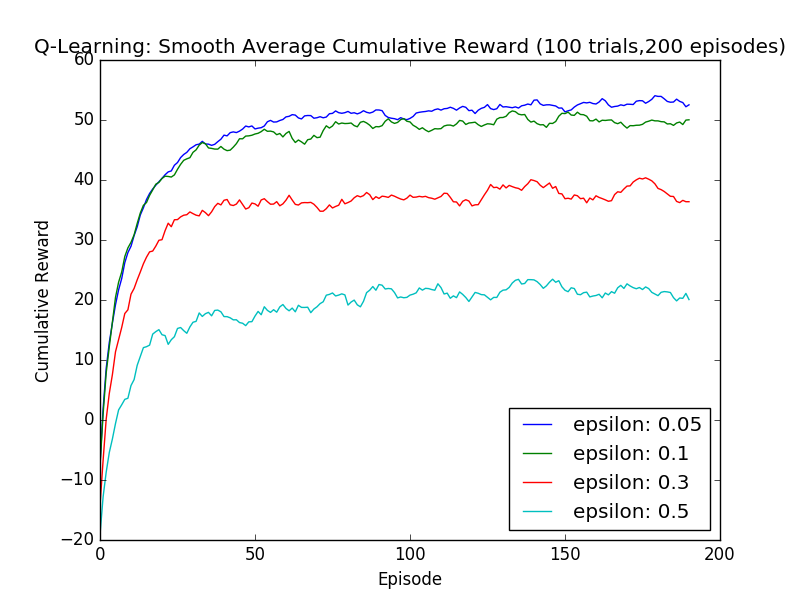 Q-Learning: Smooth Average Cumulative Reward (100 trials,200 episodes)
60
50
40
30
20
10
0
−10
−20
Cumulative Reward
0
50
100
150
200
Episode
epsilon: 0.05
epsilon: 0.1
epsilon: 0.3
epsilon: 0.5